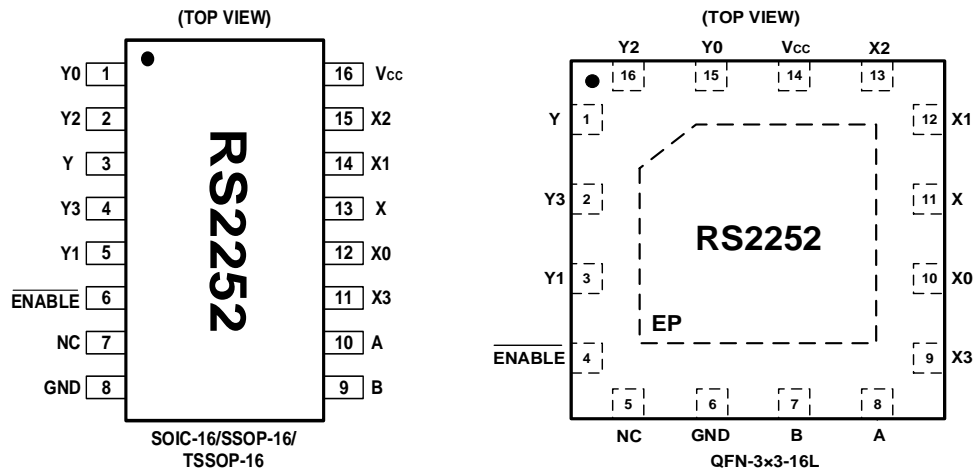 (TOP VIEW)
Y0 1
Y2 2
Y 3
Y3 4
Y1 5
ENABLE 6
NC 7
GND 8
16 Vcc
15 X2
14 X1
13 X
12 X0
11 X3
10 A
9 B
RS2252
SOIC-16/SSOP-16/
TSSOP-16
(TOP VIEW)
Y2 Y0 Vcc X2
16 15 14 13
Y 1
Y3 2
Y1 3
ENABLE 4
12 X1
11 X
10 X0
9 X3
RS2252
EP
5 6 7 8
NC GND B A
QFN-3×3-16L